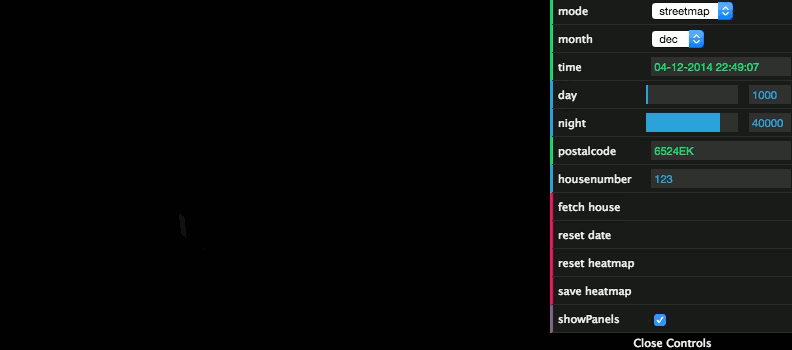 mode streetmap
month dec
time 04-12-2014 22:49:07
day 1000
night 40000
postalcode 6524EK
housenumber 123
fetch house
reset date
reset heatmap
save heatmap
showPanels
Close Controls